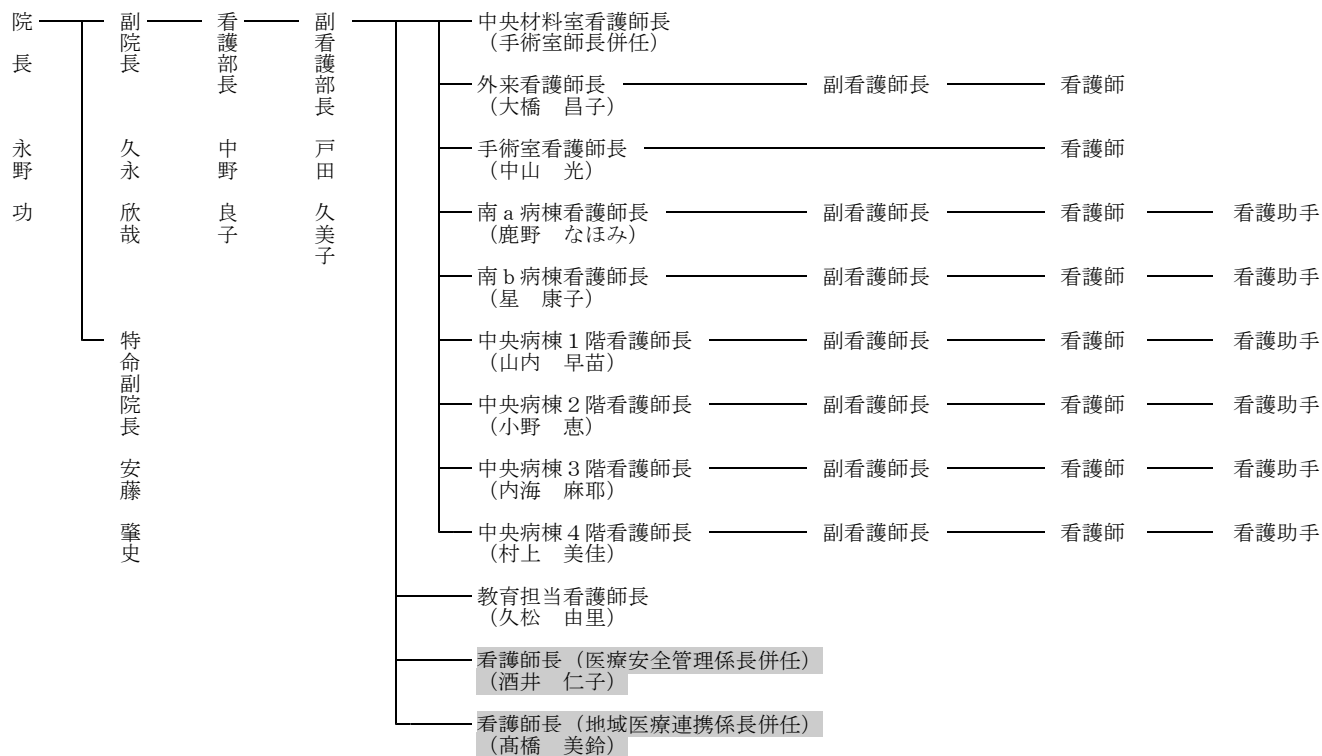 院長　永野　功
副院長　久永　欣哉
特命副院長　安藤　肇史
看護部長　中野　良子
副看護部長　戸田　久美子
中央材料室看護師長
（手術室師長併任）
外来看護師長　副看護師長　看護師
（大橋　昌子）
手術室看護師長　看護師
（中山　光）
南ａ病棟看護師長　副看護師長　看護師　看護助手
（鹿野　なほみ）
南ｂ病棟看護師長　副看護師長　看護師　看護助手
（星　康子）
中央病棟１階看護師長　副看護師長　看護師　看護助手
（山内　早苗）
中央病棟２階看護師長　副看護師長　看護師　看護助手
（小野　恵）
中央病棟３階看護師長　副看護師長　看護師　看護助手
（内海　麻耶）
中央病棟４階看護師長　副看護師長　看護師　看護助手
（村上　美佳）
教育担当看護師長
（久松　由里）
看護師長（医療安全管理係長併任）
（酒井　仁子）
看護師長（地域医療連携係長併任）
（髙橋　美鈴）